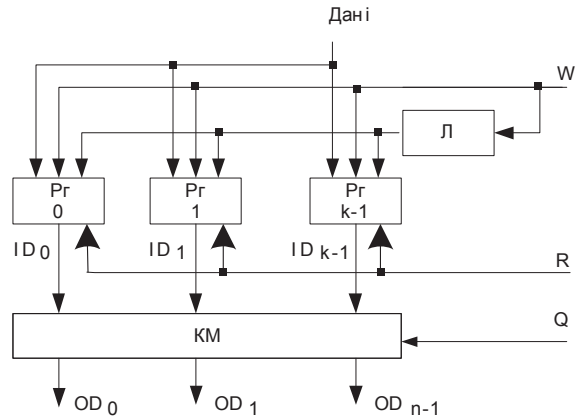 Дані
W
Л
Рг
0
Рг
1
Рг
k-1
ID 0
ID 1
ID k-1
R
КМ
Q
OD 0
OD 1
OD n-1